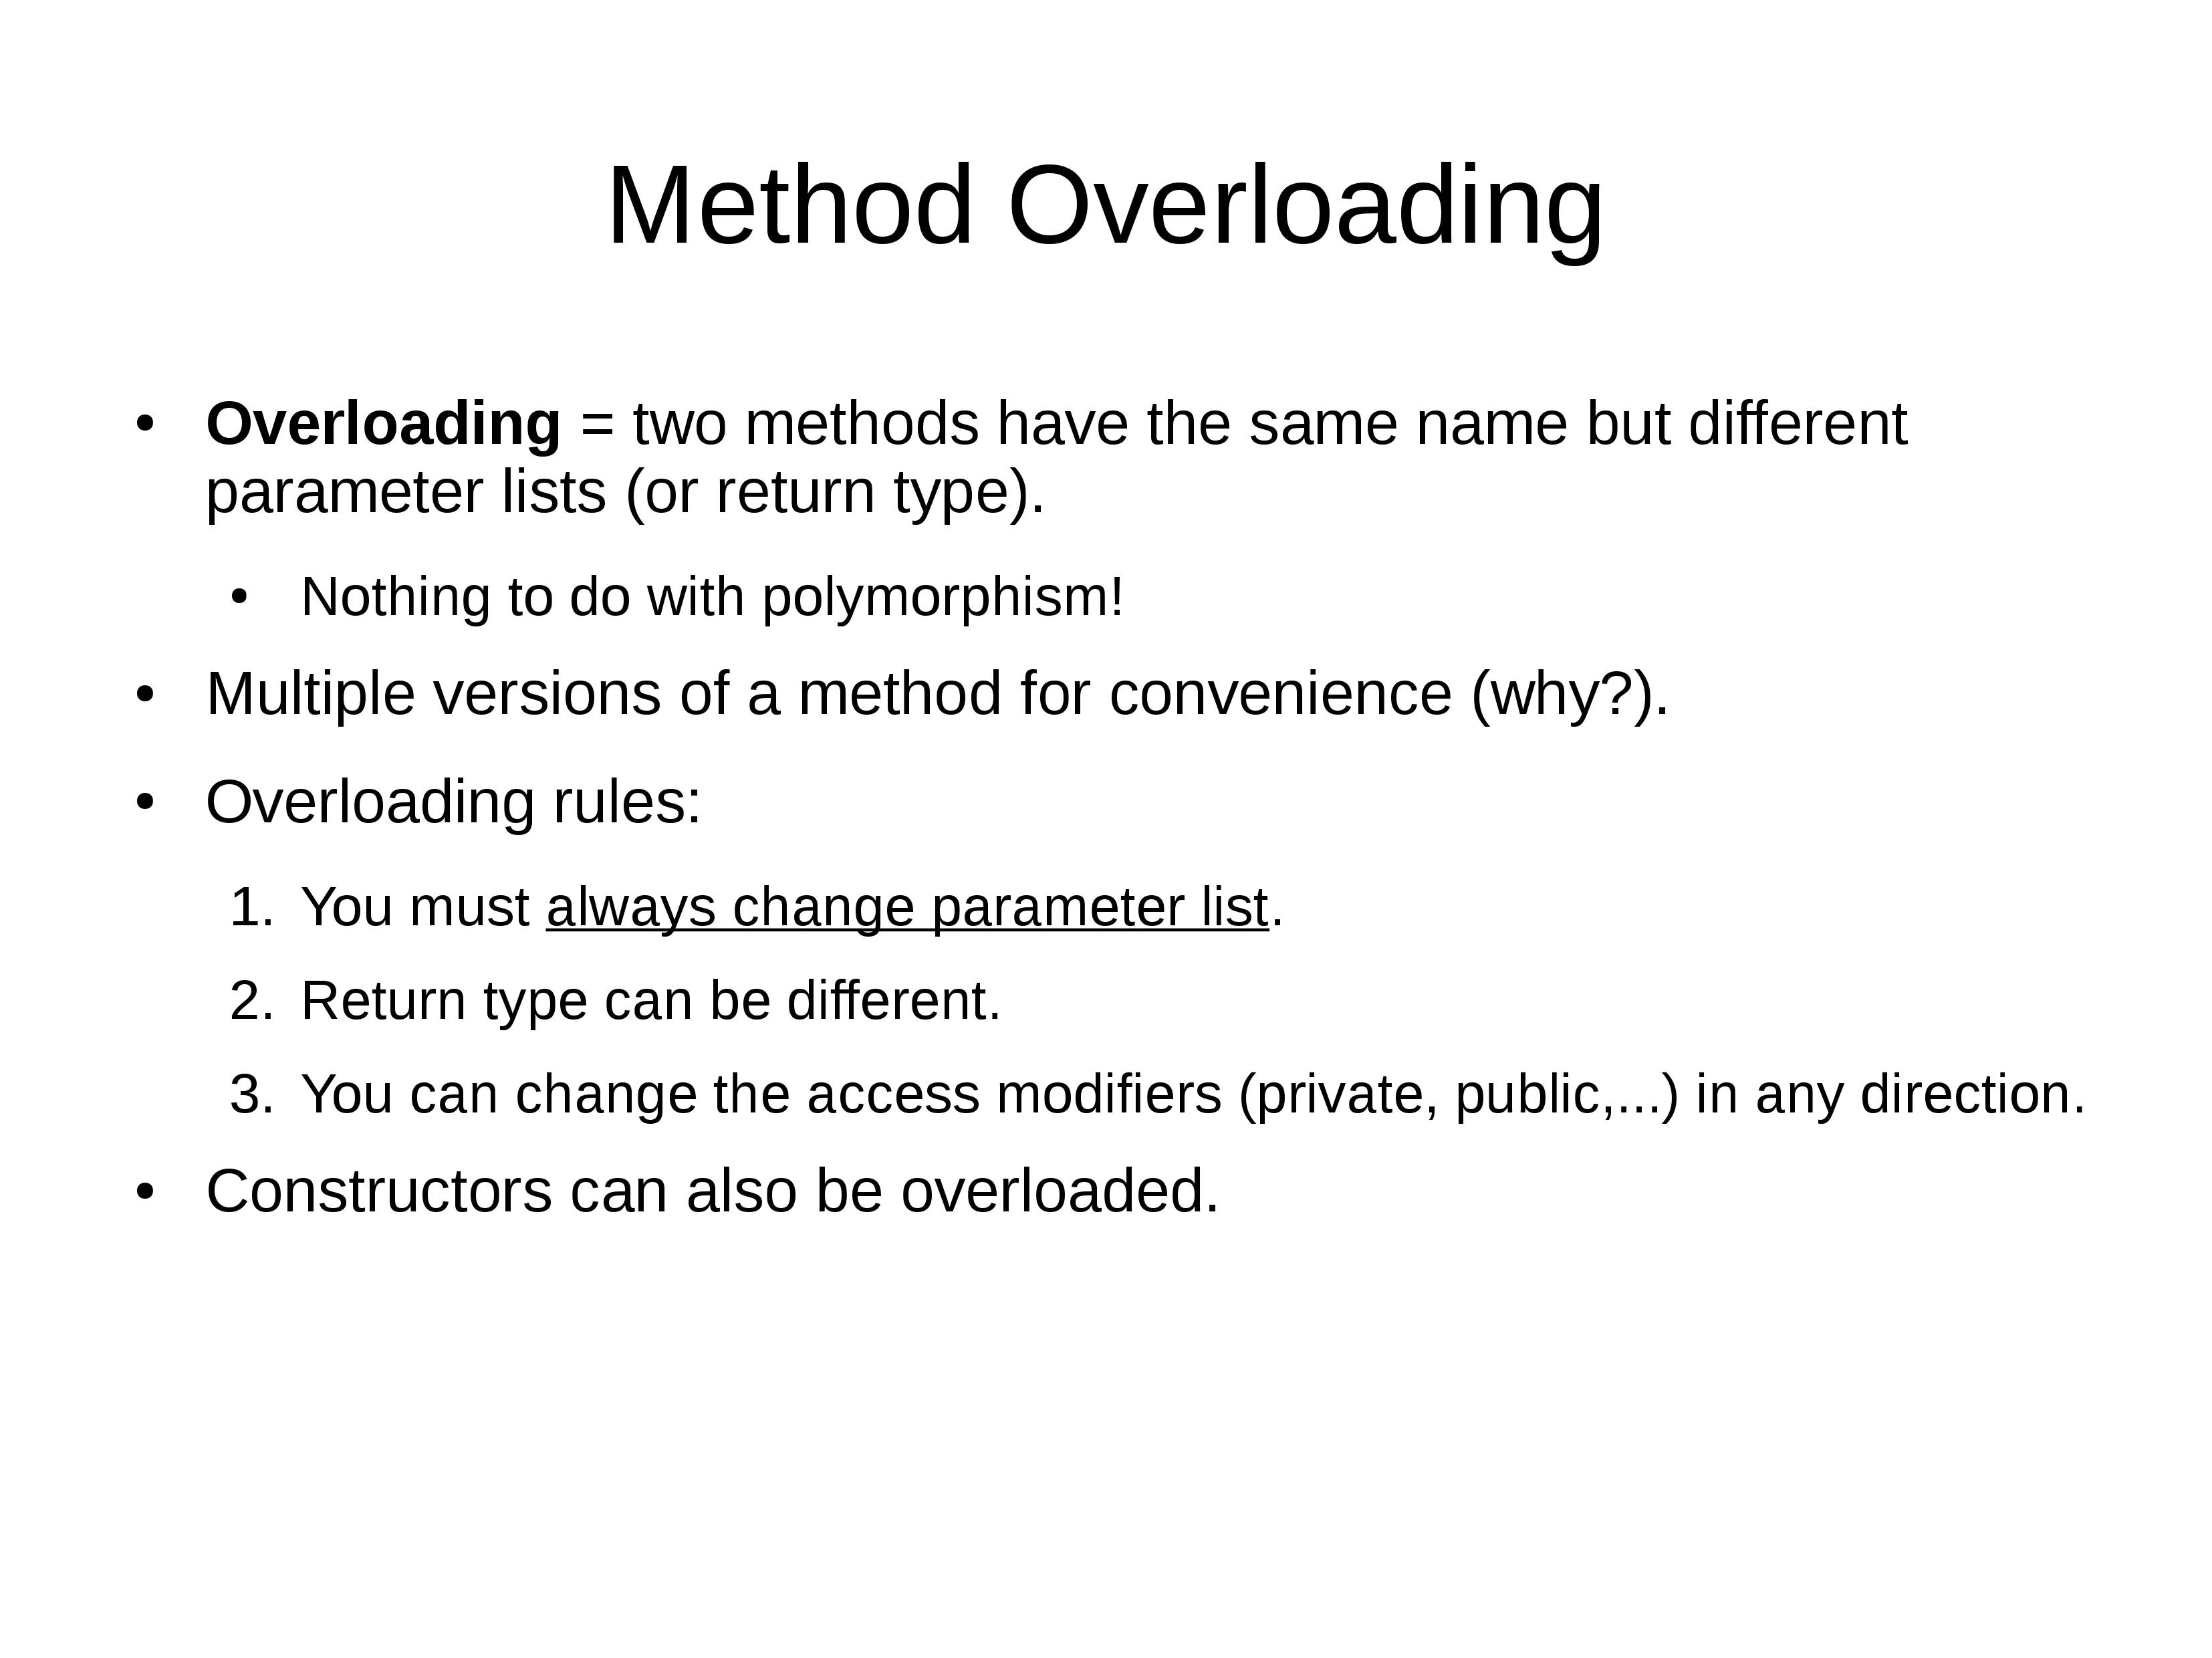 Method Overloading
• Overloading = two methods have the same name but different
parameter lists (or return type).
• Nothing to do with polymorphism!
• Multiple versions of a method for convenience (why?).
• Overloading rules:
1. You must always change parameter list.
2. Return type can be different.
3. You can change the access modifiers (private, public,...) in any direction.
• Constructors can also be overloaded.